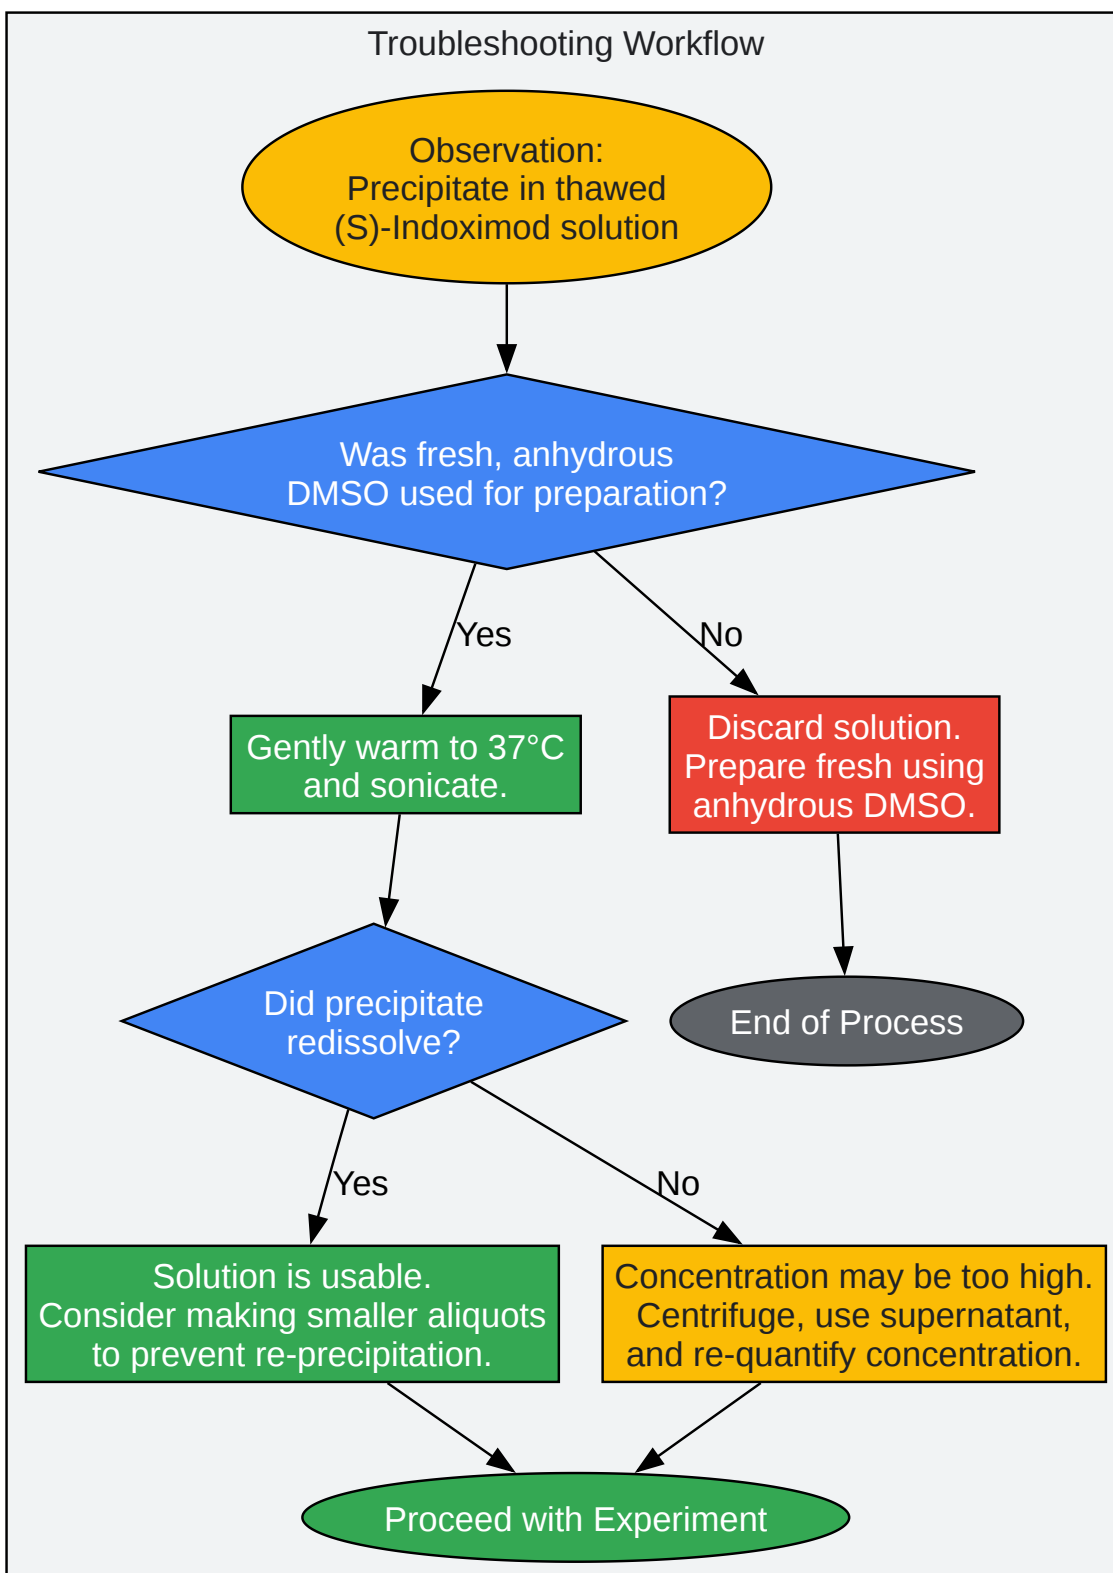 Troubleshooting Workflow
Observation:
Precipitate in thawed
(S)-Indoximod solution
Was fresh, anhydrous
DMSO used for preparation?
Yes
No
Gently warm to 37°C
and sonicate.
Discard solution.
Prepare fresh using
anhydrous DMSO.
Did precipitate
redissolve?
End of Process
Yes
No
Solution is usable.
Consider making smaller aliquots
to prevent re-precipitation.
Concentration may be too high.
Centrifuge, use supernatant,
and re-quantify concentration.
Proceed with Experiment